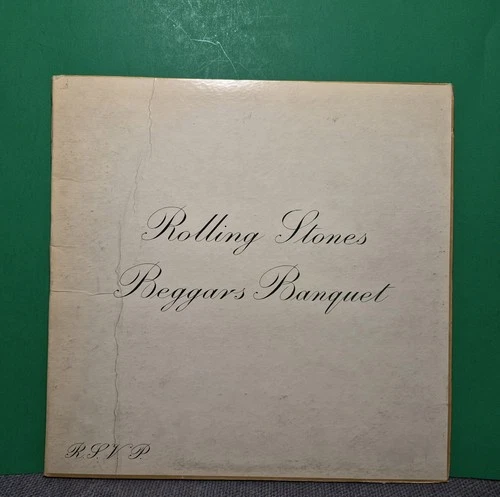 Rolling Stones
Beggars Banquet
R.S.V.P.